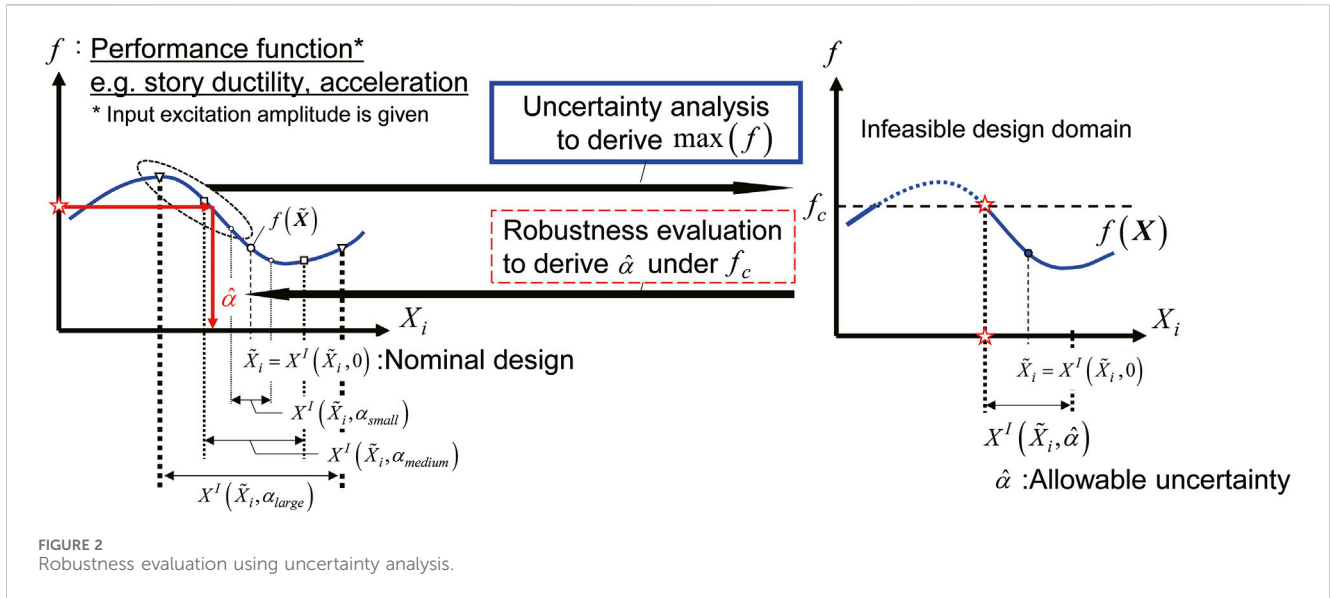 f : Performance function*
e.g. story ductility, acceleration
* Input excitation amplitude is given
f(X̃)
α̂
X_i
X̃_i = X^I(X̃_i, 0) :Nominal design
X^I(X̃_i, α_small)
X^I(X̃_i, α_medium)
X^I(X̃_i, α_large)
Uncertainty analysis
to derive max(f)
Robustness evaluation
to derive α̂ under f_c
f
Infeasible design domain
f_c
f(X)
X_i
X̃_i = X^I(X̃_i, 0)
X^I(X̃_i, α̂)
α̂ :Allowable uncertainty
FIGURE 2
Robustness evaluation using uncertainty analysis.